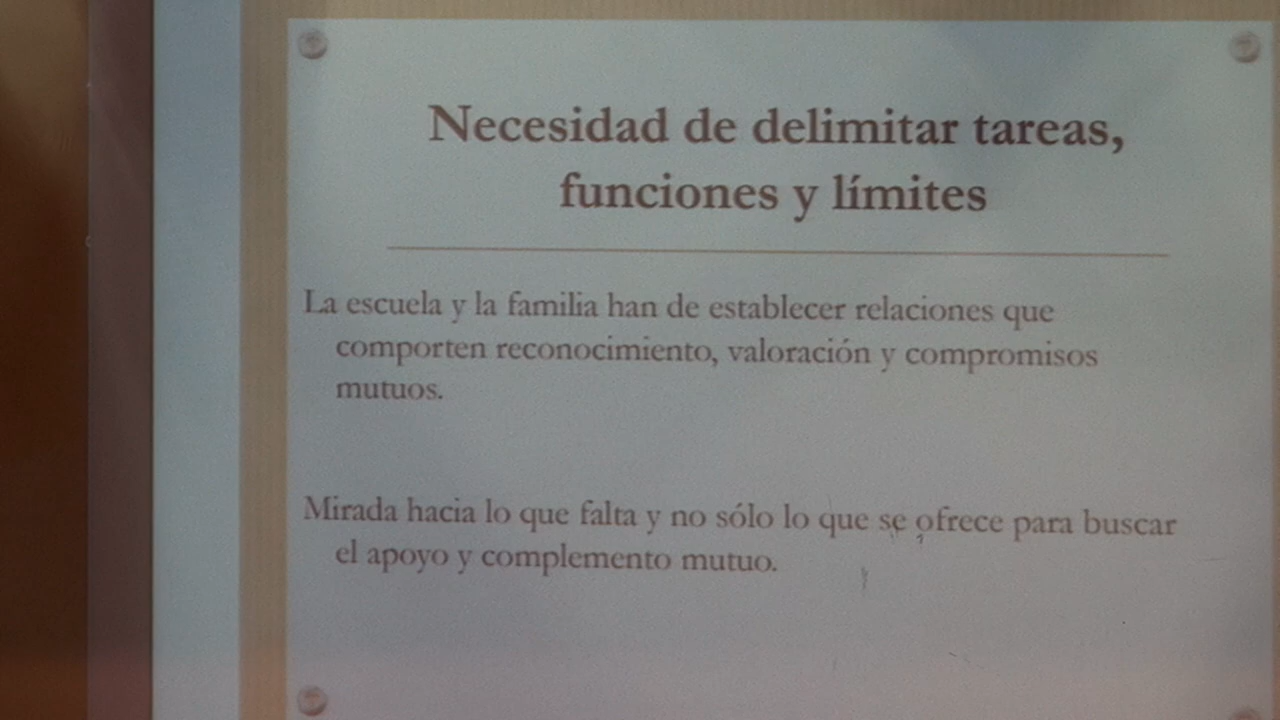 Necesidad de delimitar tareas,
funciones y límites
La escuela y la familia han de establecer relaciones que
comporten reconocimiento, valoración y compromisos
mutuos.
Mirada hacia lo que falta y no sólo lo que se ofrece para buscar
el apoyo y complemento mutuo.